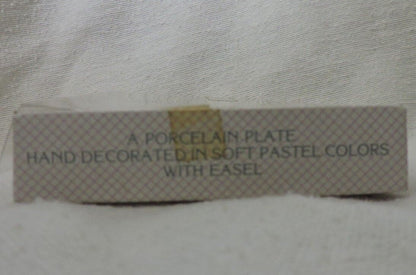 A PORCELAIN PLATE
HAND DECORATED IN SOFT PASTEL COLORS
WITH EASEL